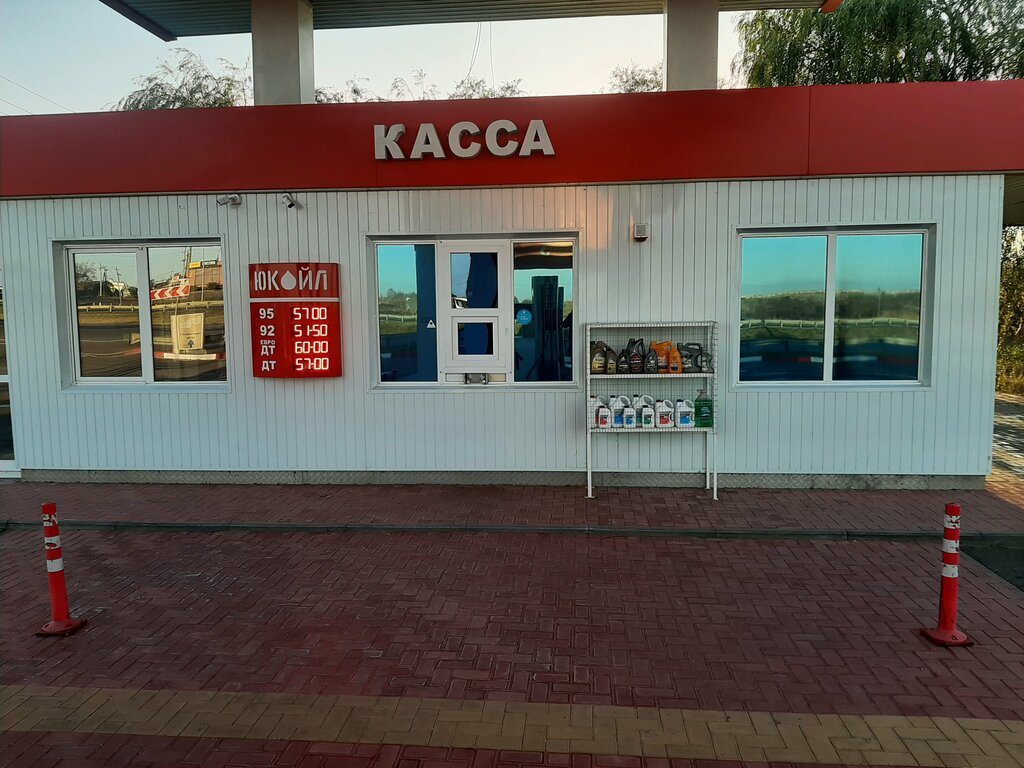 КАССА
ЮКОЙЛ
95 57:00
92 51:50
ЕВРО
ДТ 60:00
ДТ 57:00